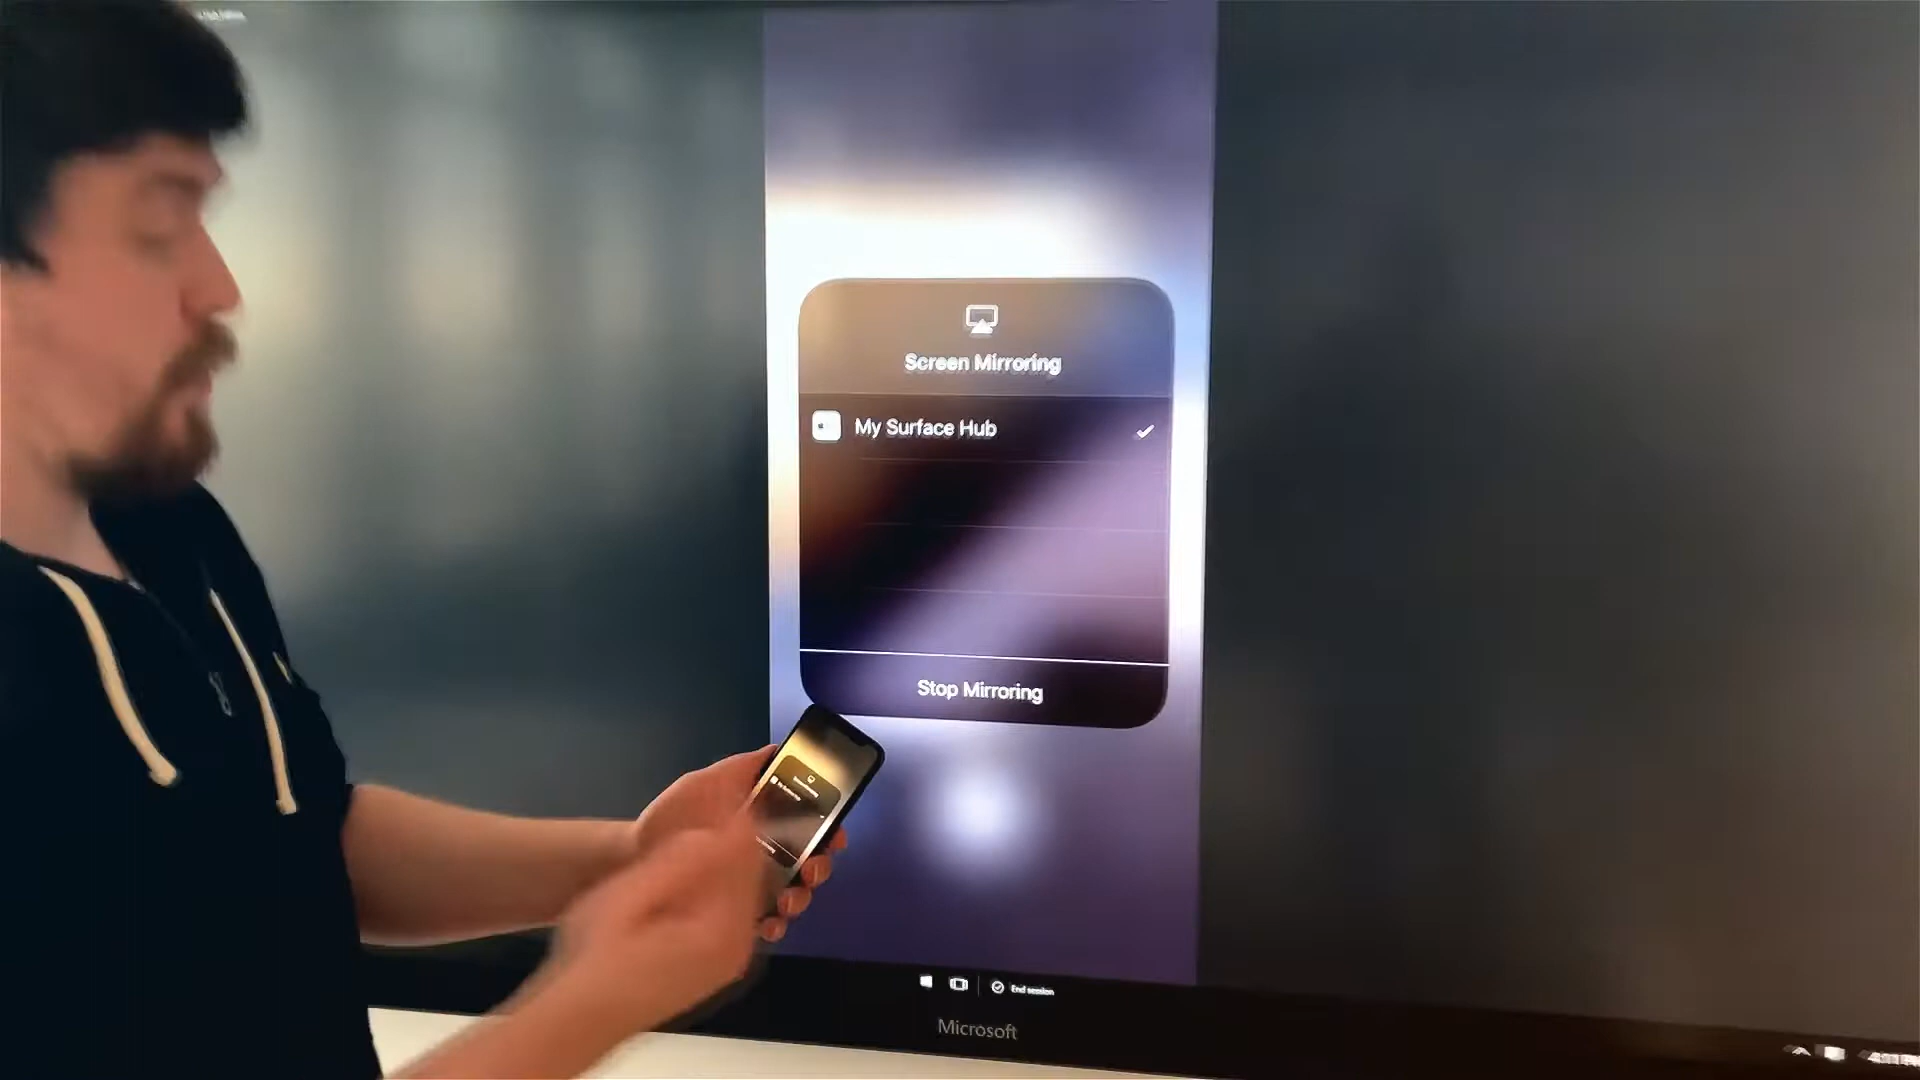 Screen Mirroring
My Surface Hub
Stop Mirroring
End session
Microsoft